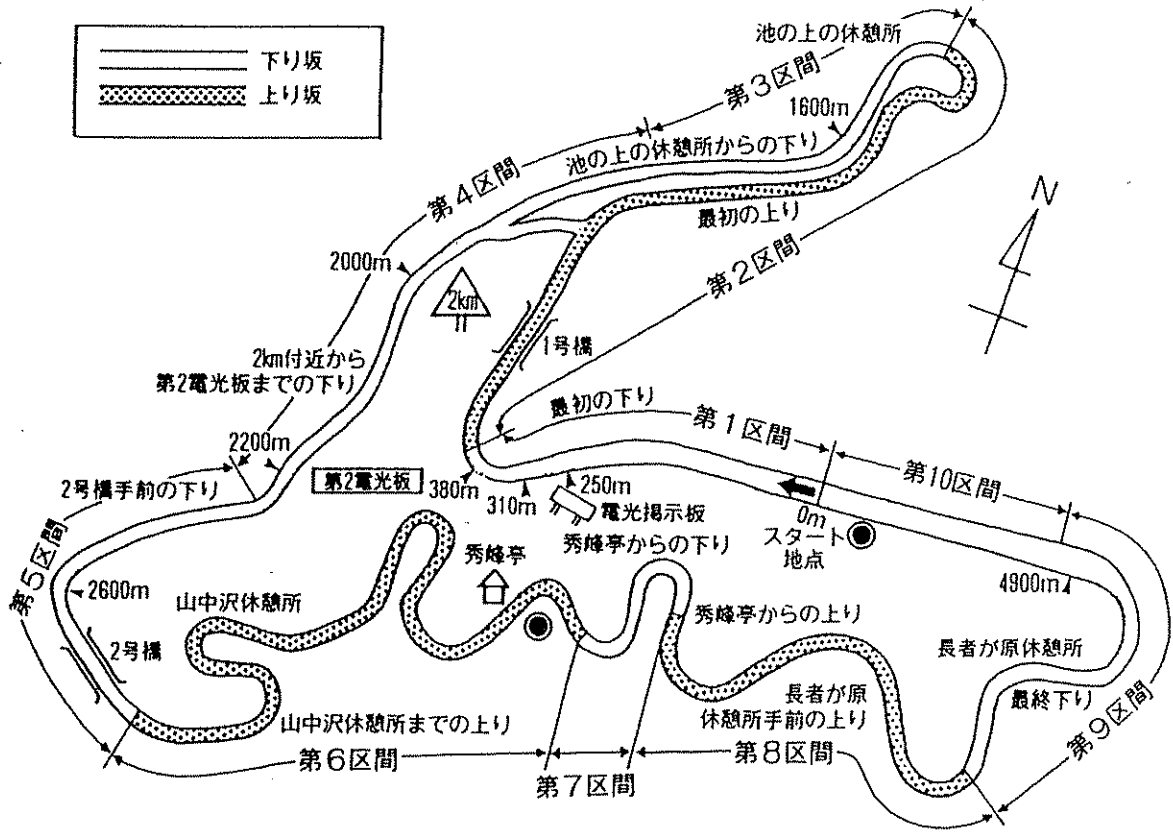 下り坂
上り坂
池の上の休憩所
第3区間
1600m
池の上の休憩所からの下り
第4区間
最初の上り
N
第2区間
2000m
2km
1号橋
2km付近から
第2電光板までの下り
最初の下り
第1区間
2200m
第10区間
2号橋手前の下り
第2電光板
380m
310m
250m
電光掲示板
0m
スタート
地点
秀峰亭からの下り
秀峰亭
4900m
第5区間
2600m
山中沢休憩所
秀峰亭からの上り
2号橋
長者が原休憩所
最終下り
長者が原
休憩所手前の上り
山中沢休憩所までの上り
第9区間
第6区間
第8区間
第7区間